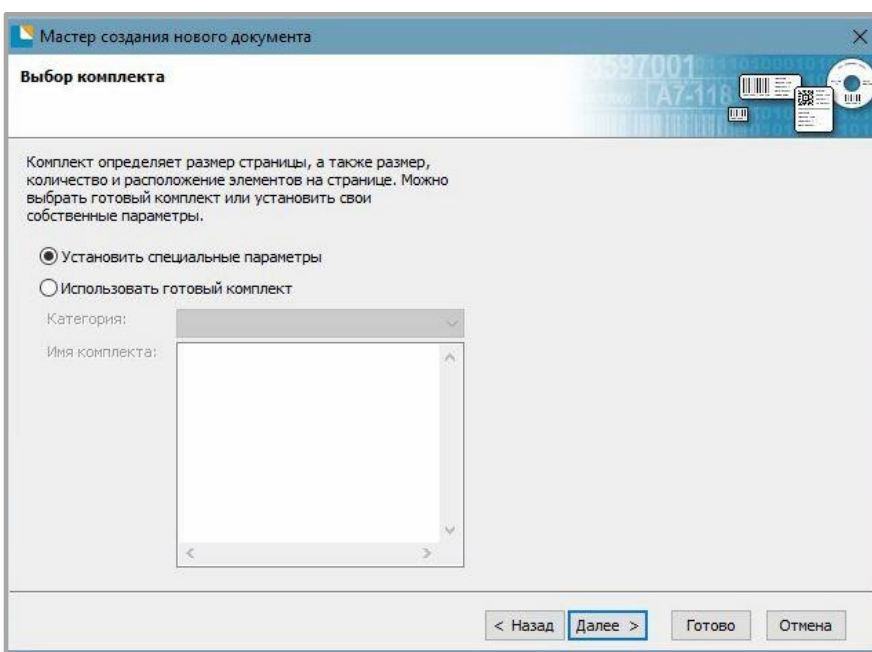 Мастер создания нового документа
Выбор комплекта
3597001
A7-118
Комплект определяет размер страницы, а также размер,
количество и расположение элементов на странице. Можно
выбрать готовый комплект или установить свои
собственные параметры.
Установить специальные параметры
Использовать готовый комплект
Категория:
Имя комплекта:
< Назад Далее > Готово Отмена